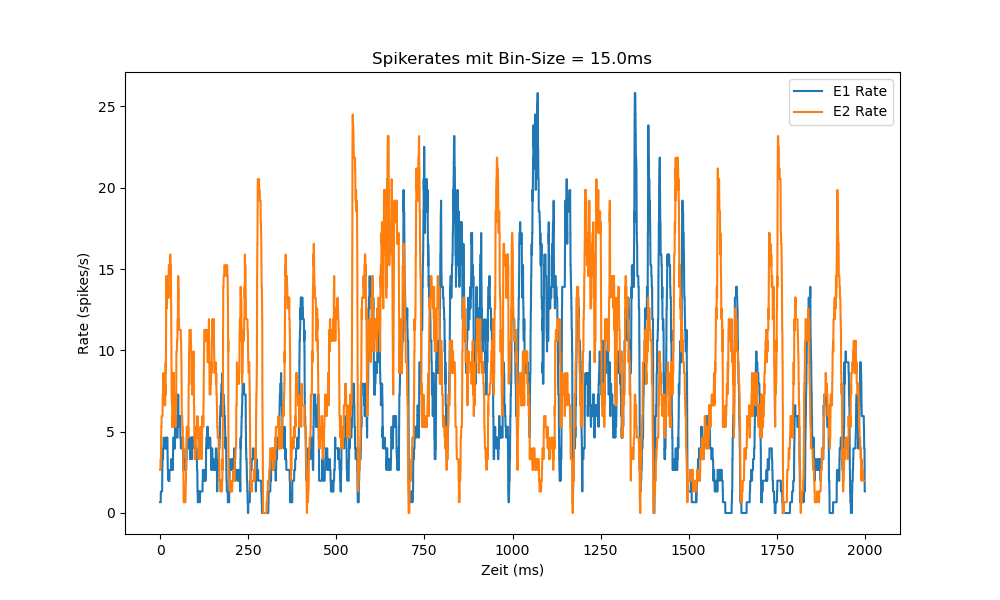 Spikerates mit Bin-Size = 15.0ms
E1 Rate
E2 Rate
25
20
15
10
5
0
Rate (spikes/s)
0 250 500 750 1000 1250 1500 1750 2000
Zeit (ms)